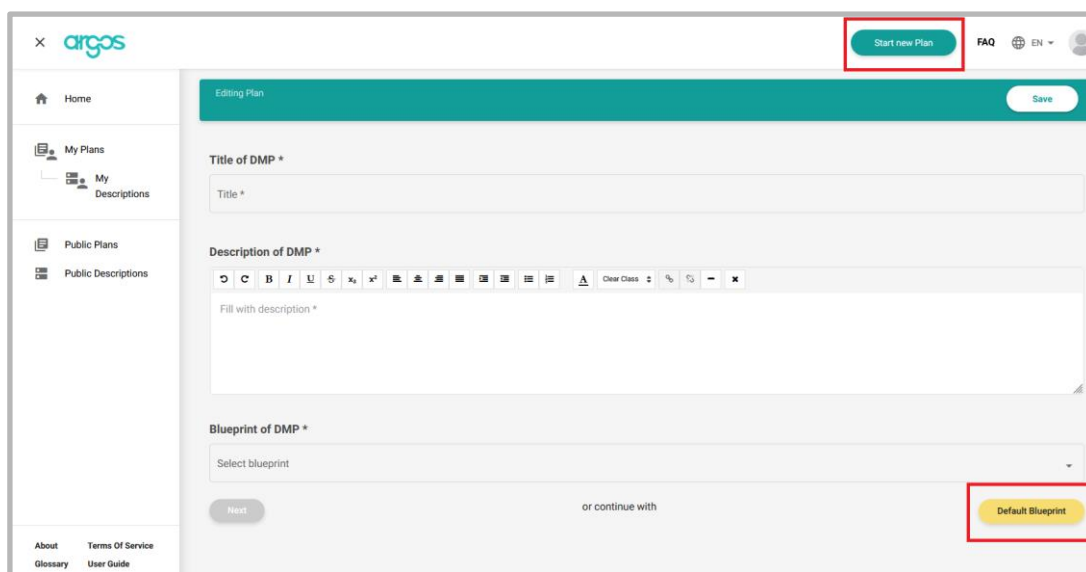 argos
Start new Plan
FAQ
EN
Home
Editing Plan
Save
My Plans
My
Descriptions
Public Plans
Public Descriptions
Title of DMP *
Title *
Description of DMP *
B I U S x₂ x² A Clear Class
Fill with description *
Blueprint of DMP *
Select blueprint
Next
or continue with
Default Blueprint
About Terms Of Service
Glossary User Guide